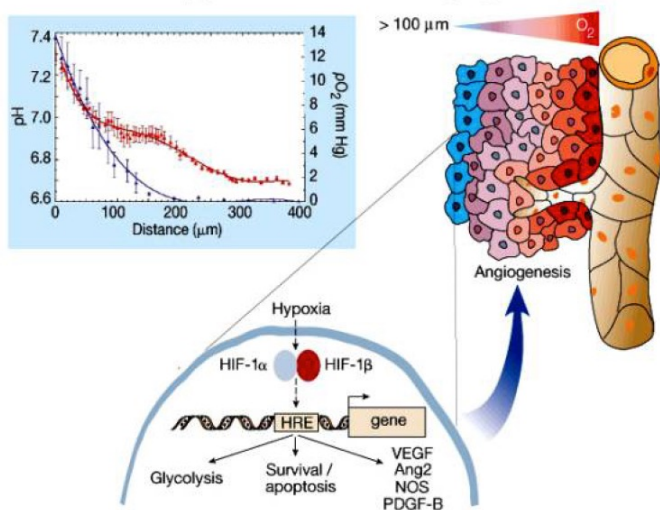 7.4
7.2
7.0
6.8
6.6
pH
14
12
10
8
6
4
2
0
pO2 (mm Hg)
0 100 200 300 400
Distance (μm)
> 100 μm
O2
Angiogenesis
Hypoxia
HIF-1α
HIF-1β
HRE
gene
Glycolysis
Survival /
apoptosis
VEGF
Ang2
NOS
PDGF-B